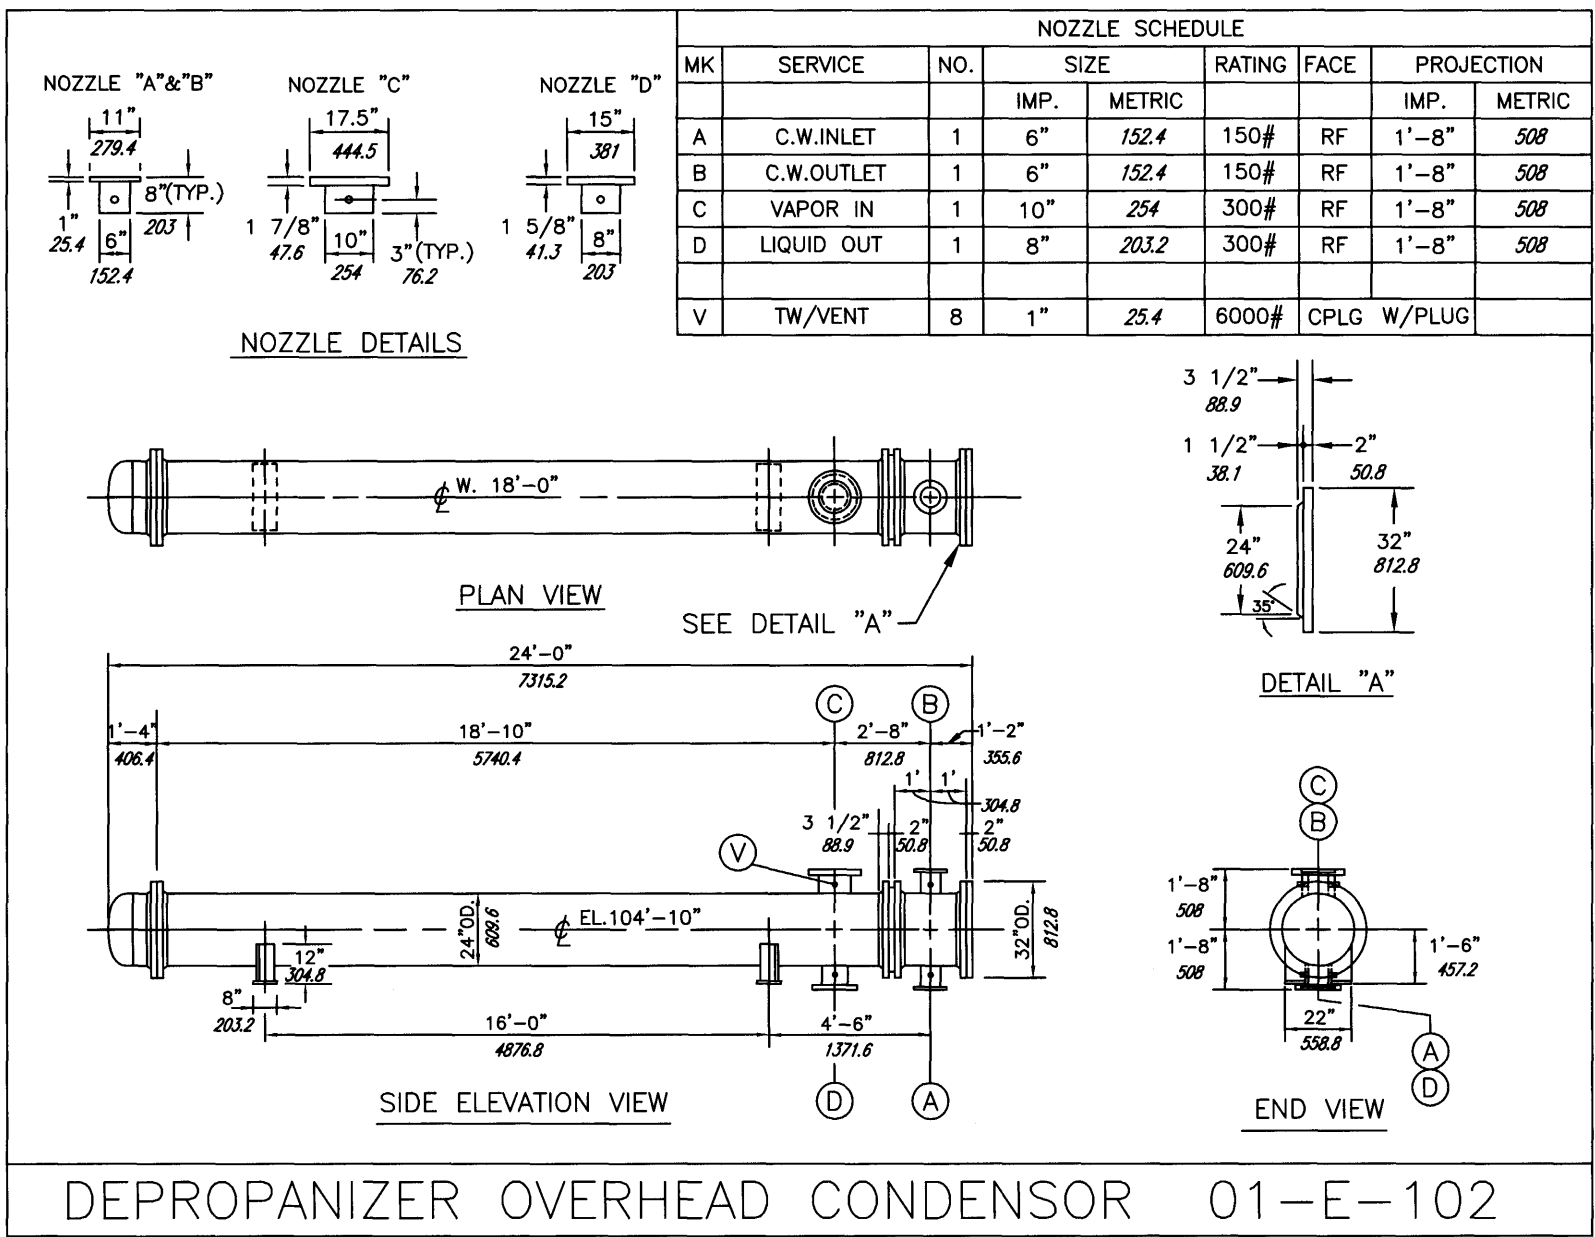 NOZZLE SCHEDULE
MK SERVICE NO. SIZE RATING FACE PROJECTION
IMP. METRIC IMP. METRIC
A C.W.INLET 1 6" 152.4 150# RF 1'-8" 508
B C.W.OUTLET 1 6" 152.4 150# RF 1'-8" 508
C VAPOR IN 1 10" 254 300# RF 1'-8" 508
D LIQUID OUT 1 8" 203.2 300# RF 1'-8" 508
V TW/VENT 8 1" 25.4 6000# CPLG W/PLUG
NOZZLE "A"&"B"
11"
279.4
8"(TYP.)
203
1"
25.4
6"
152.4
NOZZLE "C"
17.5"
444.5
1 7/8"
47.6
10"
254
3"(TYP.)
76.2
NOZZLE "D"
15"
381
1 5/8"
41.3
8"
203
NOZZLE DETAILS
℄ W. 18'-0"
PLAN VIEW
SEE DETAIL "A"
3 1/2"
88.9
1 1/2"
38.1
2"
50.8
24"
609.6
32"
812.8
35°
DETAIL "A"
24'-0"
7315.2
C
B
1'-4"
406.4
18'-10"
5740.4
2'-8"
812.8
1'-2"
355.6
1'
1'
304.8
3 1/2"
88.9
2"
50.8
2"
50.8
V
24"OD.
609.6
℄ EL.104'-10"
32"OD.
812.8
12"
304.8
8"
203.2
16'-0"
4876.8
4'-6"
1371.6
D
A
SIDE ELEVATION VIEW
C
B
1'-8"
508
1'-8"
508
1'-6"
457.2
22"
558.8
A
D
END VIEW
DEPROPANIZER OVERHEAD CONDENSOR 01-E-102